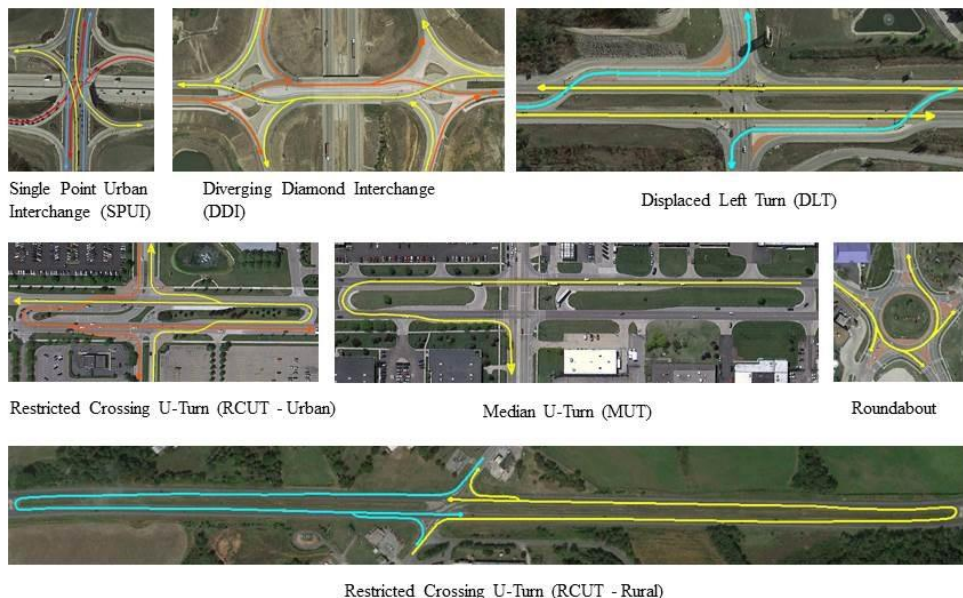 Single Point Urban
Interchange (SPUI)
Diverging Diamond Interchange
(DDI)
Displaced Left Turn (DLT)
Restricted Crossing U-Turn (RCUT - Urban)
Median U-Turn (MUT)
Roundabout
Restricted Crossing U-Turn (RCUT - Rural)